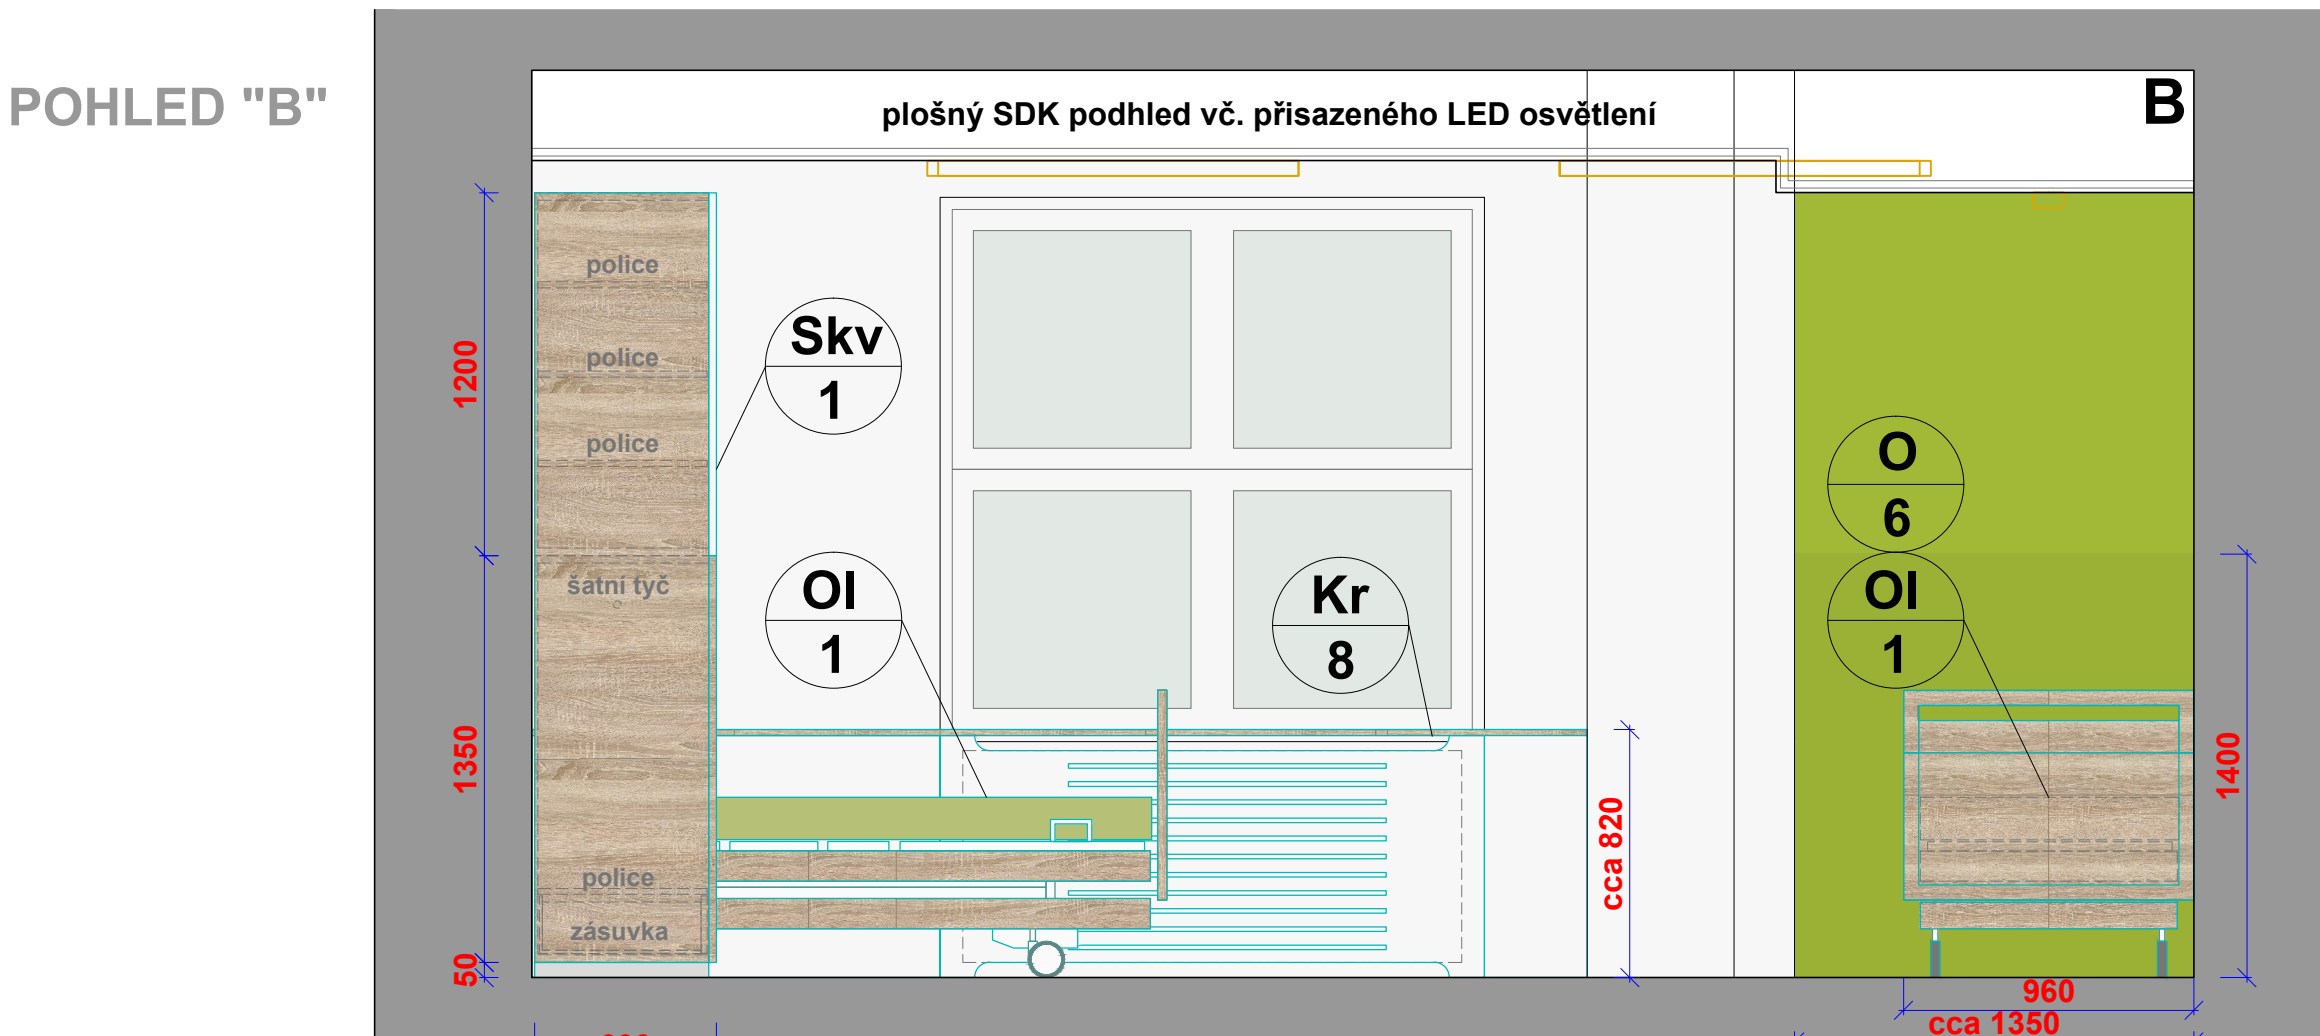 POHLED "B"
plošný SDK podhled vč. přisazeného LED osvětlení
B
police
Skv
1
police
1200
police
O
6
šatní tyč
Ol
1
Kr
8
Ol
1
1350
1400
cca 820
police
zásuvka
50
960
cca 1350